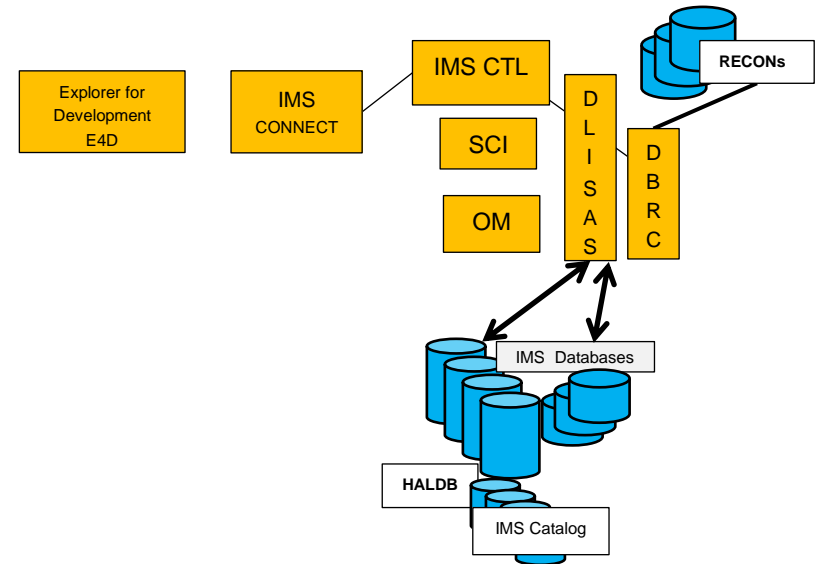 Explorer for
Development
E4D
IMS
CONNECT
IMS CTL
SCI
OM
D
L
I
S
A
S
D
B
R
C
RECONs
IMS Databases
HALDB
IMS Catalog